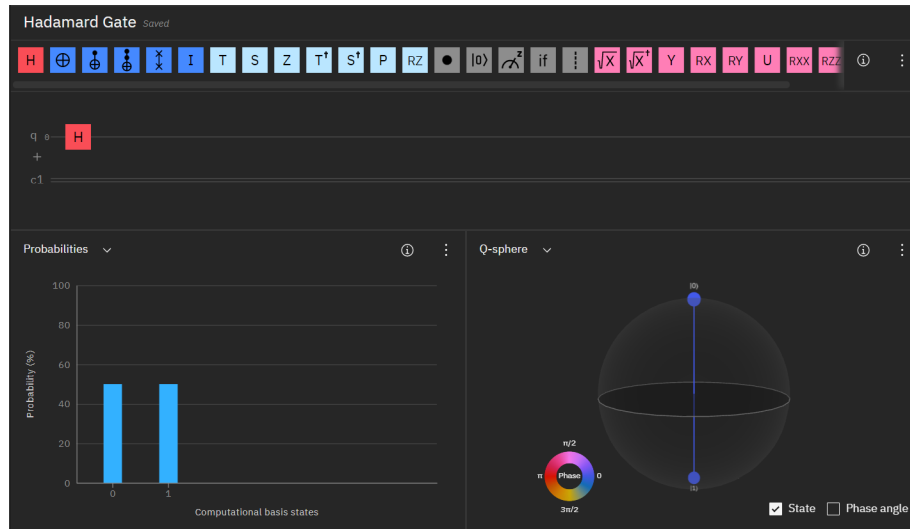 Hadamard Gate Saved
H I T S Z T† S† P RZ |0⟩ z if √X √X† Y RX RY U RXX RZZ
q 0 H
+
c1
Probabilities
100
80
60
40
20
0
Probability (%)
0 1
Computational basis states
Q-sphere
|0⟩
|1⟩
π/2
π Phase 0
3π/2
State Phase angle